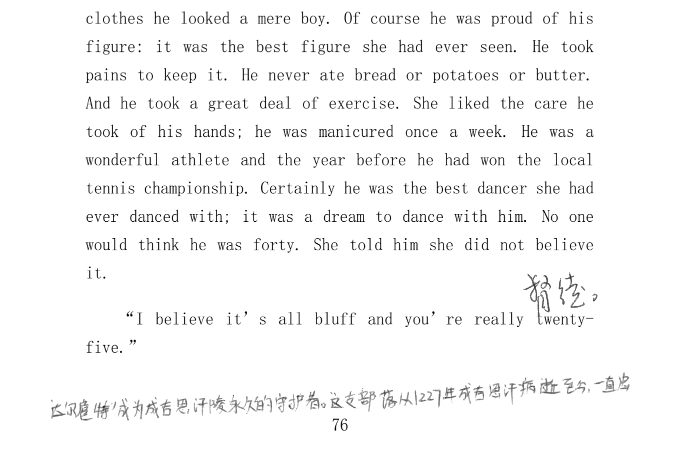 clothes he looked a mere boy. Of course he was proud of his
figure: it was the best figure she had ever seen. He took
pains to keep it. He never ate bread or potatoes or butter.
And he took a great deal of exercise. She liked the care he
took of his hands; he was manicured once a week. He was a
wonderful athlete and the year before he had won the local
tennis championship. Certainly he was the best dancer she had
ever danced with; it was a dream to dance with him. No one
would think he was forty. She told him she did not believe
it.
“I believe it’s all bluff and you’re really twenty-
five.”
达尔扈特成为成吉思汗陵永久的守护者。这支部落从1227年成吉思汗病逝至今,一直忠
76